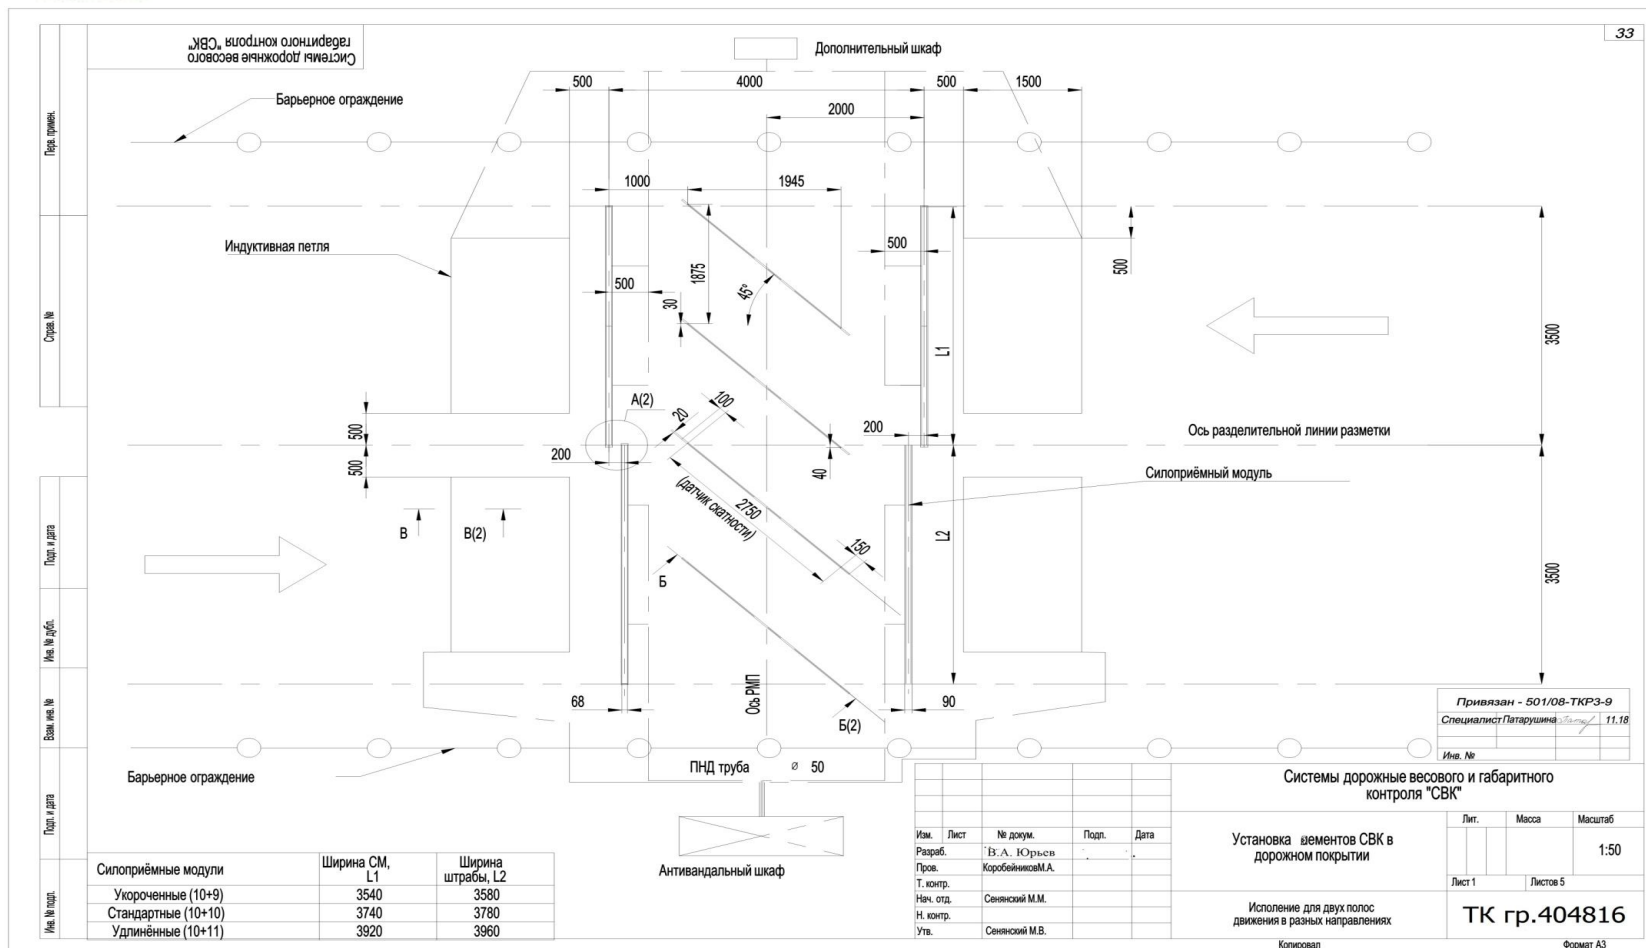 33
Системы дорожные весового
габаритного контроля "СВК"
Дополнительный шкаф
500
4000
500
1500
2000
Барьерное ограждение
1000
1945
Индуктивная петля
500
1875
30
45°
500
500
L1
3500
А(2)
20
100
200
500
500
200
40
Ось разделительной линии разметки
Силоприёмный модуль
2750
(датчик скатности)
150
L2
3500
В
В(2)
Б
Б(2)
68
Ось РМП
90
Барьерное ограждение
ПНД труба ⌀ 50
Антивандальный шкаф
Перв. примен.
Справ. №
Подп. и дата
Инв. № дубл.
Взам. инв. №
Подп. и дата
Инв. № подл.
Силоприёмные модули Ширина СМ, L1 Ширина штрабы, L2
Укороченные (10+9) 3540 3580
Стандартные (10+10) 3740 3780
Удлинённые (10+11) 3920 3960
Привязан - 501/08-ТКР3-9
Специалист Патарушина 11.18
Инв. №
Системы дорожные весового и габаритного
контроля "СВК"
Изм. Лист № докум. Подп. Дата
Разраб. В.А. Юрьев
Пров. КоробейниковМ.А.
Т. контр.
Нач. отд. Сенянский М.М.
Н. контр.
Утв. Сенянский М.В.
Установка элементов СВК в
дорожном покрытии
Лит. Масса Масштаб
1:50
Лист 1 Листов 5
Исполение для двух полос
движения в разных направлениях
ТК гр.404816
Копировал Формат А3